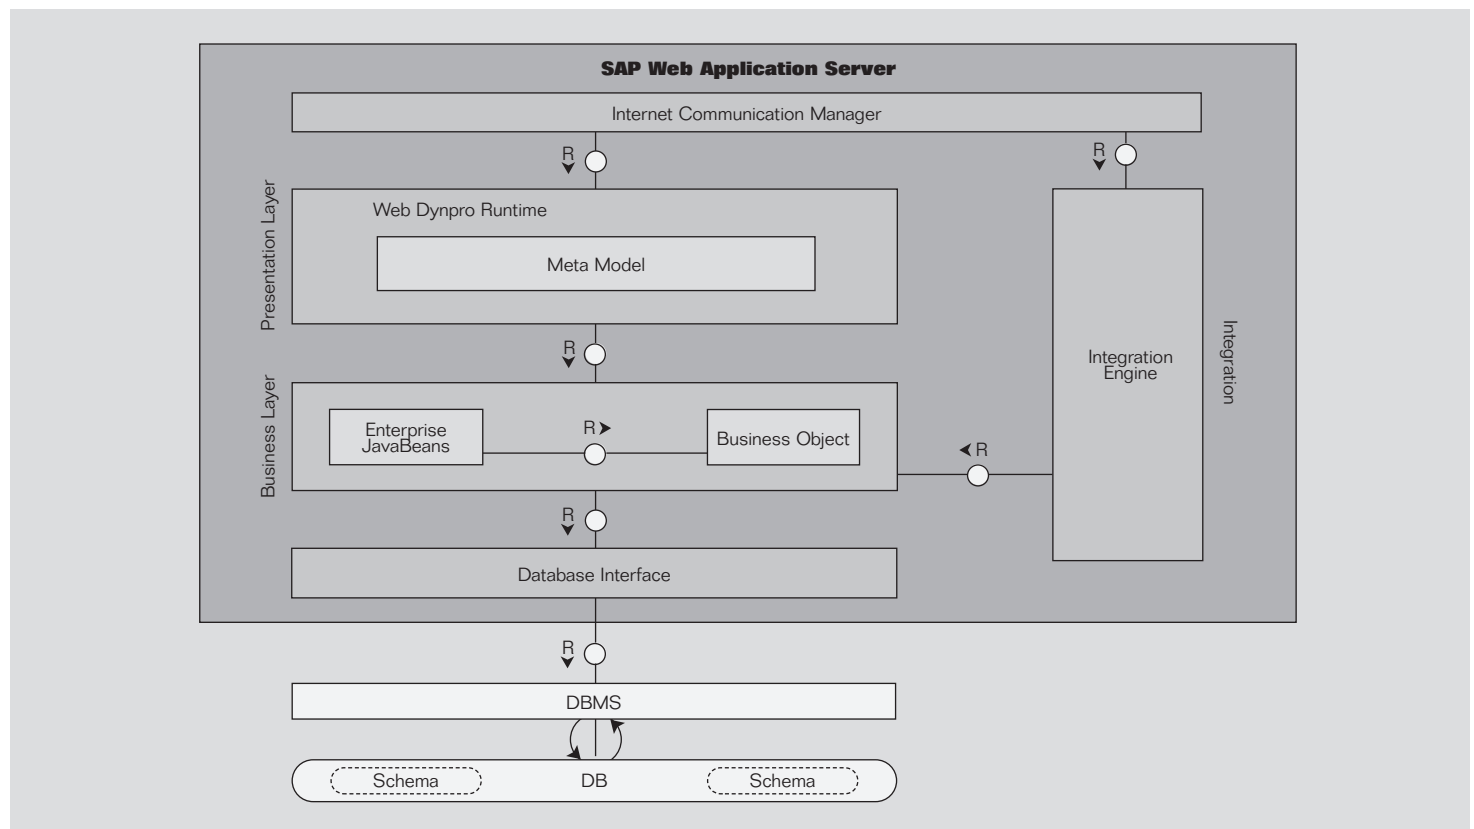 SAP Web Application Server
Internet Communication Manager
R
R
Presentation Layer
Web Dynpro Runtime
Meta Model
R
Integration
Engine
Integration
Business Layer
Enterprise
JavaBeans
R
Business Object
R
R
Database Interface
R
DBMS
Schema
DB
Schema